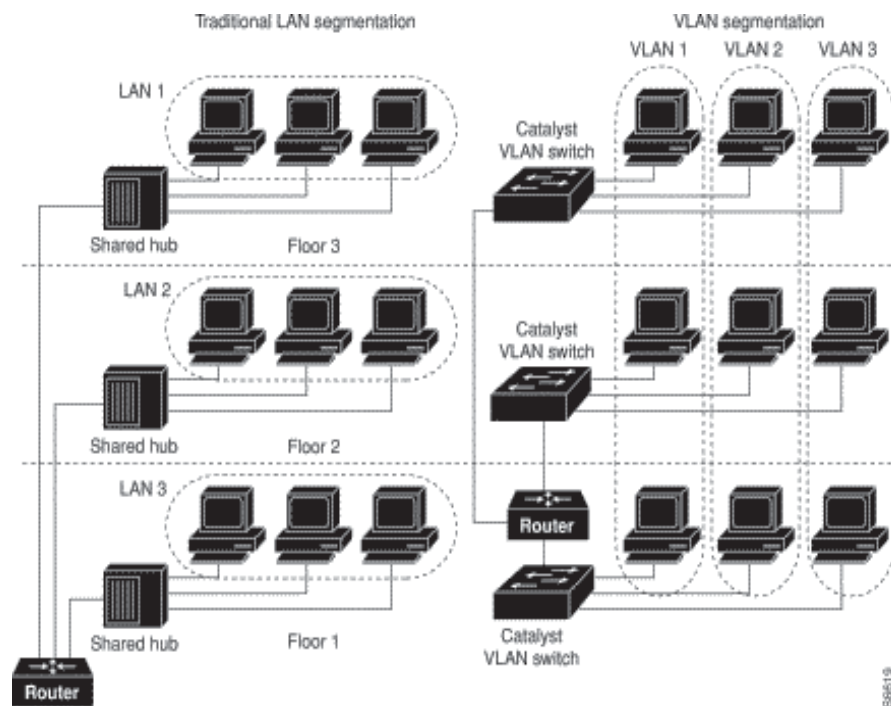 Traditional LAN segmentation
VLAN segmentation
VLAN 1
VLAN 2
VLAN 3
LAN 1
Catalyst
VLAN switch
Shared hub
Floor 3
LAN 2
Catalyst
VLAN switch
Shared hub
Floor 2
LAN 3
Router
Shared hub
Floor 1
Catalyst
VLAN switch
Router
S6619